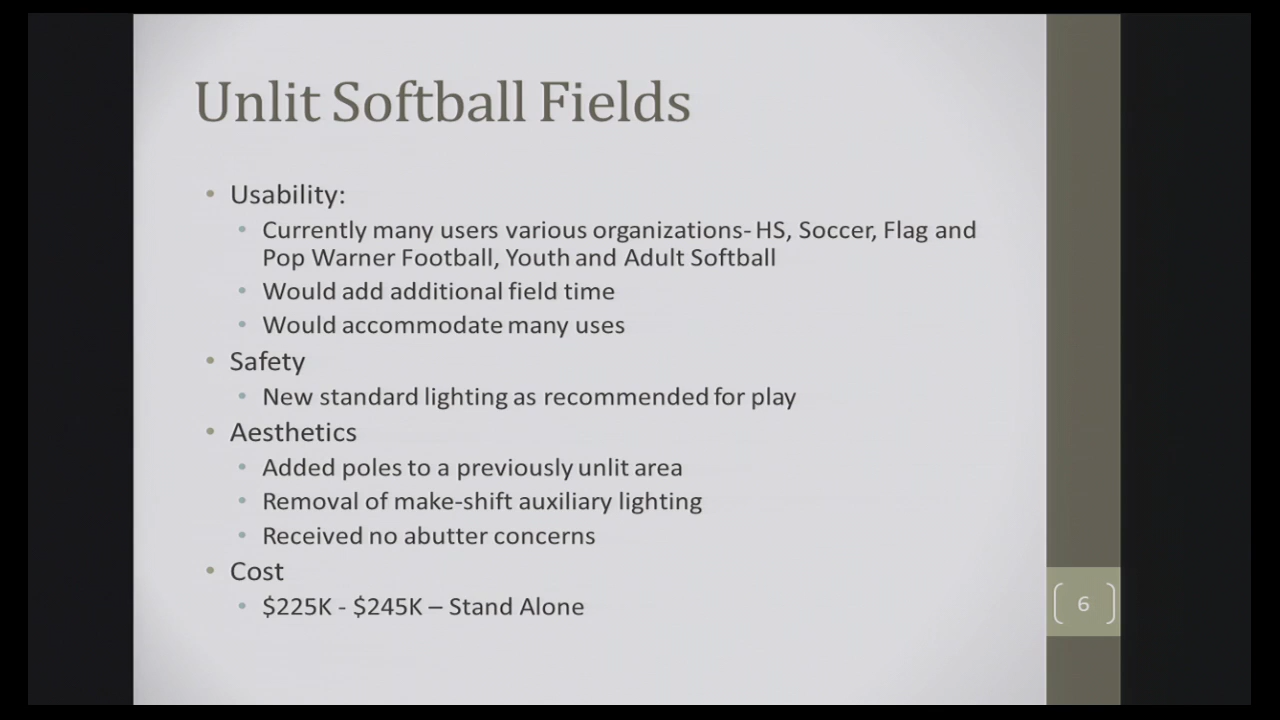 Unlit Softball Fields
• Usability:
• Currently many users various organizations- HS, Soccer, Flag and
Pop Warner Football, Youth and Adult Softball
• Would add additional field time
• Would accommodate many uses
• Safety
• New standard lighting as recommended for play
• Aesthetics
• Added poles to a previously unlit area
• Removal of make-shift auxiliary lighting
• Received no abutter concerns
• Cost
• $225K - $245K – Stand Alone
6